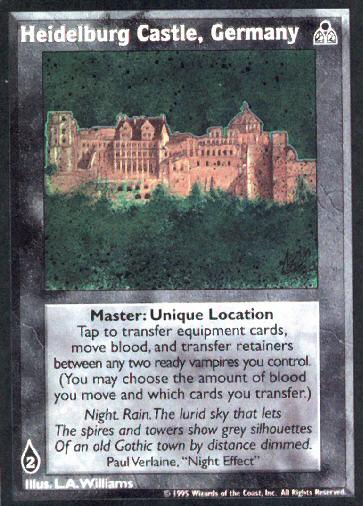 Heidelburg Castle, Germany
Master: Unique Location
Tap to transfer equipment cards,
move blood, and transfer retainers
between any two ready vampires you control.
(You may choose the amount of blood
you move and which cards you transfer.)
Night. Rain. The lurid sky that lets
The spires and towers show grey silhouettes
Of an old Gothic town by distance dimmed.
Paul Verlaine, "Night Effect"
2
Illus. L.A. Williams
© 1995 Wizards of the Coast, Inc. All Rights Reserved.